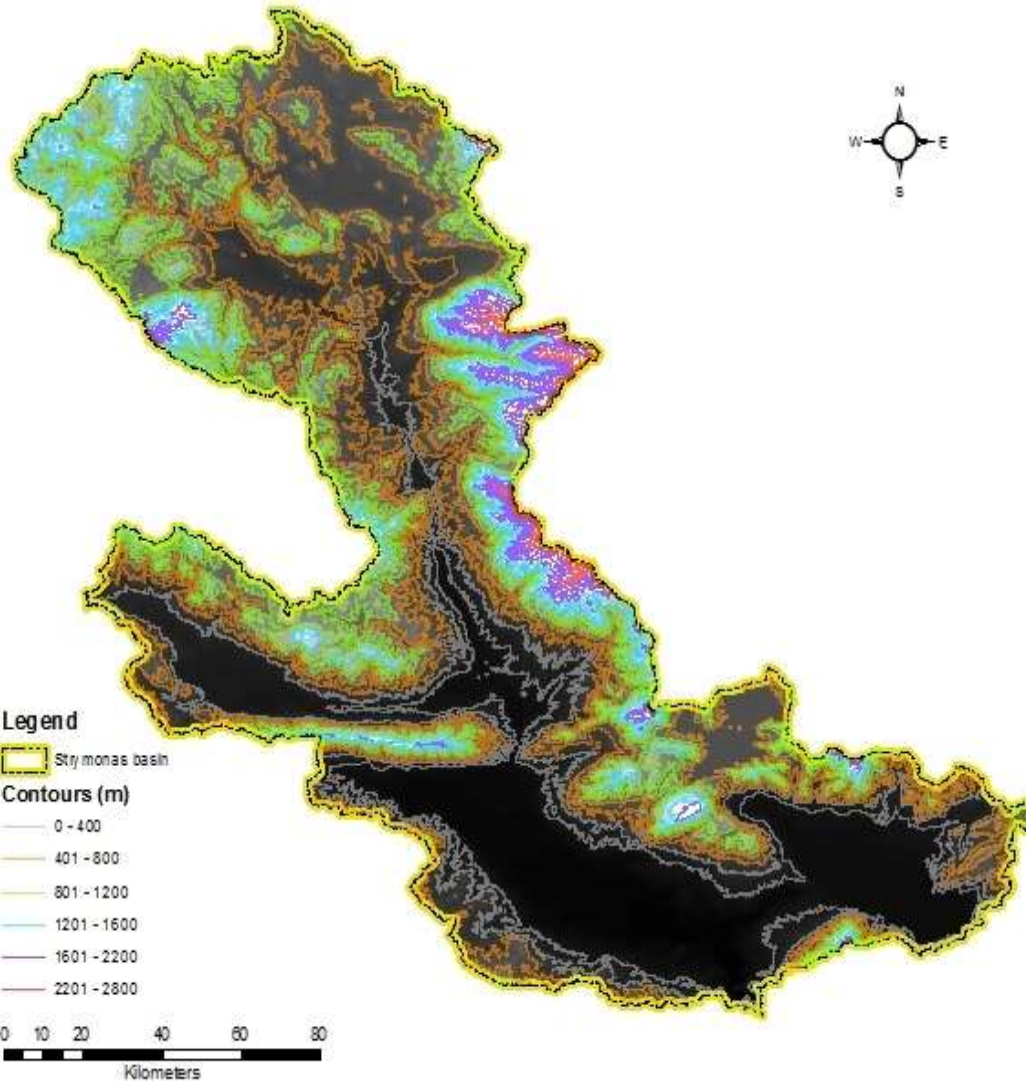 N
W E
S
Legend
Strymonas basin
Contours (m)
0 - 400
401 - 800
801 - 1200
1201 - 1600
1601 - 2200
2201 - 2800
0 10 20 40 60 80
Kilometers